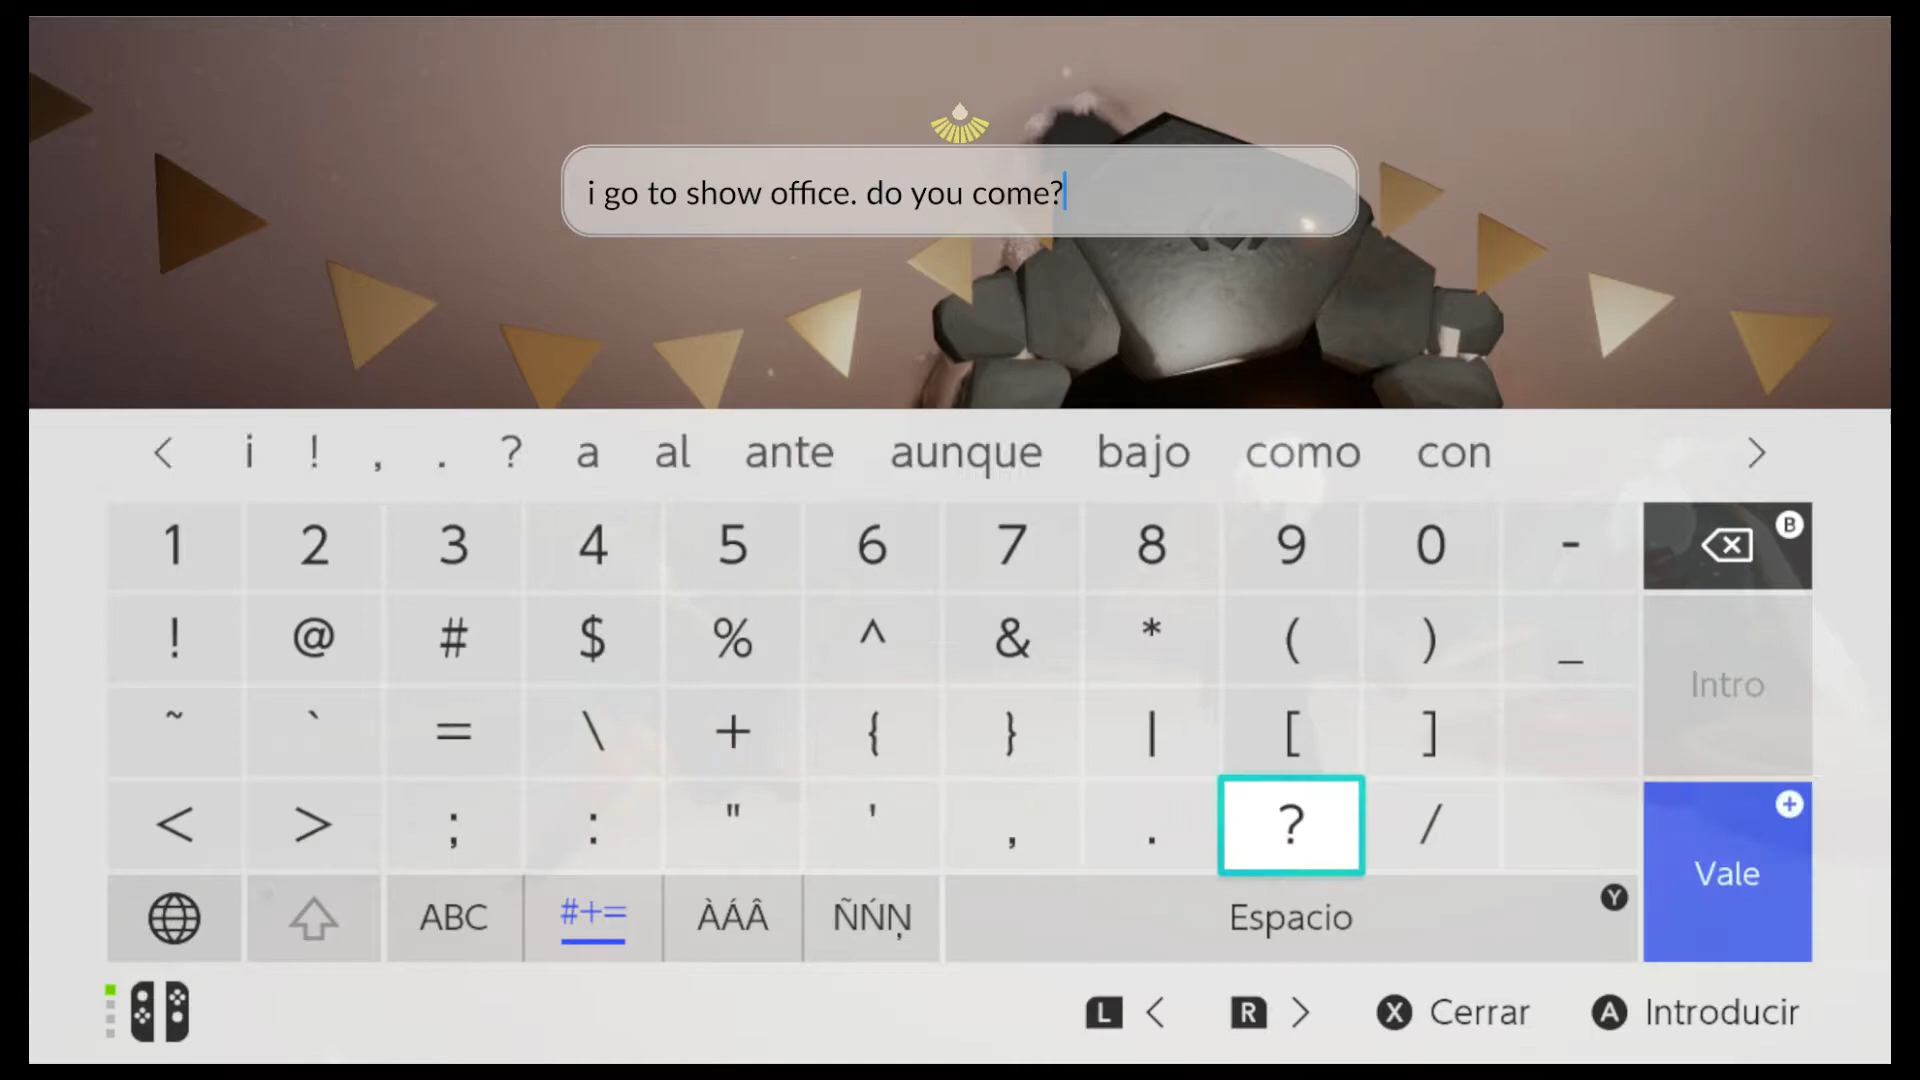 i go to show office. do you come?
< i ! , . ? a al ante aunque bajo como con >
1 2 3 4 5 6 7 8 9 0 - B
! @ # $ % ^ & * ( ) _
Intro
~ ` = \ + { } | [ ]
< > ; : " ' , . ? /
+
Vale
ABC #+= ÀÁÂ ÑŃŅ Espacio Y
L < R > X Cerrar A Introducir